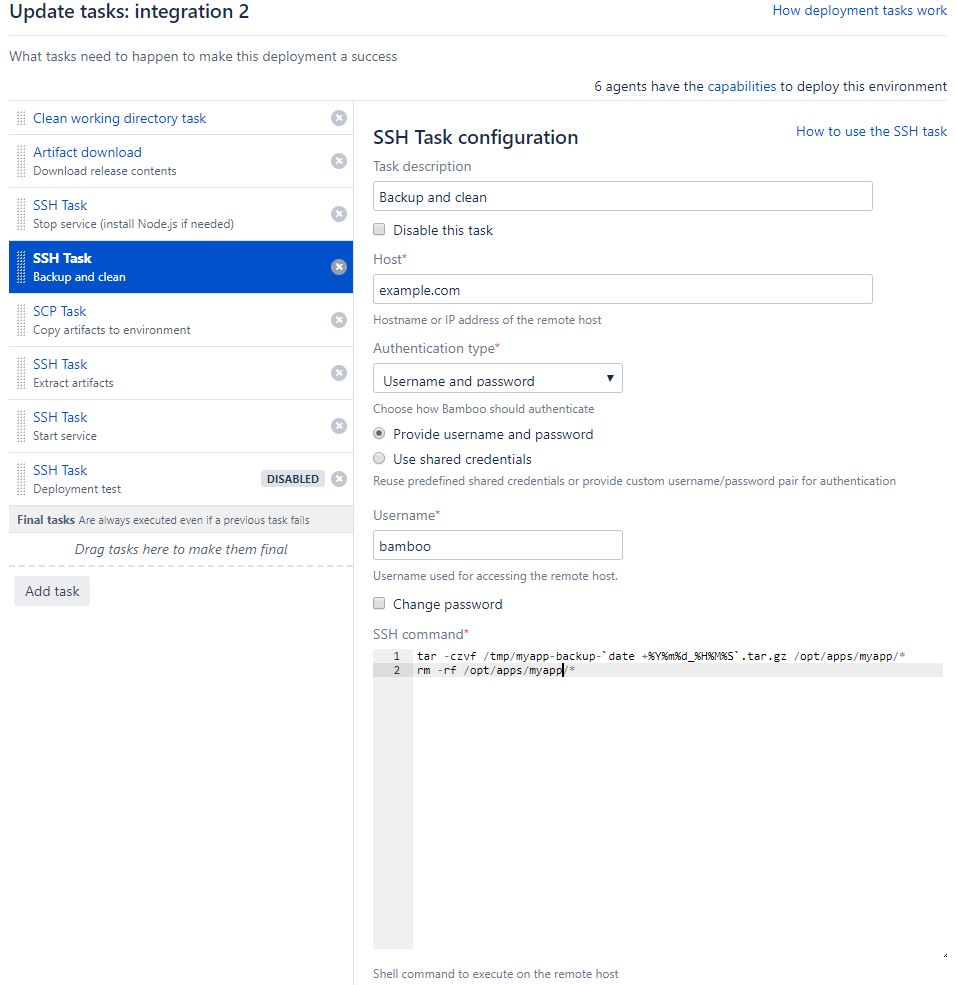 Update tasks: integration 2
How deployment tasks work
What tasks need to happen to make this deployment a success
6 agents have the capabilities to deploy this environment
Clean working directory task
Artifact download
Download release contents
SSH Task
Stop service (install Node.js if needed)
SSH Task
Backup and clean
SCP Task
Copy artifacts to environment
SSH Task
Extract artifacts
SSH Task
Start service
SSH Task
Deployment test
DISABLED
Final tasks Are always executed even if a previous task fails
Drag tasks here to make them final
Add task
SSH Task configuration
How to use the SSH task
Task description
Backup and clean
Disable this task
Host*
example.com
Hostname or IP address of the remote host
Authentication type*
Username and password
Choose how Bamboo should authenticate
Provide username and password
Use shared credentials
Reuse predefined shared credentials or provide custom username/password pair for authentication
Username*
bamboo
Username used for accessing the remote host.
Change password
SSH command*
1 tar -czvf /tmp/myapp-backup-`date +%Y%m%d_%H%M%S`.tar.gz /opt/apps/myapp/*
2 rm -rf /opt/apps/myapp/*
Shell command to execute on the remote host